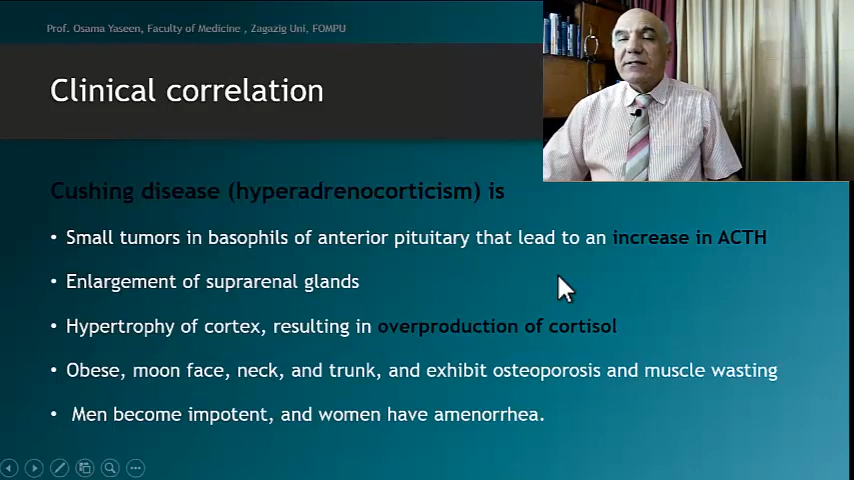 Prof. Osama Yaseen, Faculty of Medicine , Zagazig Uni, FOMPU
Clinical correlation
Cushing disease (hyperadrenocorticism) is
• Small tumors in basophils of anterior pituitary that lead to an increase in ACTH
• Enlargement of suprarenal glands
• Hypertrophy of cortex, resulting in overproduction of cortisol
• Obese, moon face, neck, and trunk, and exhibit osteoporosis and muscle wasting
• Men become impotent, and women have amenorrhea.